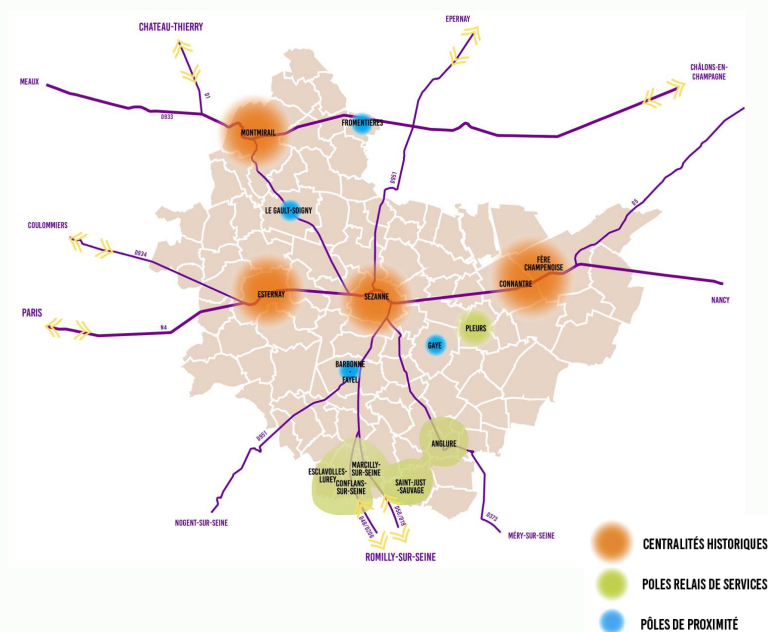 EPERNAY
CHATEAU-THIERRY
CHÂLONS-EN-
CHAMPAGNE
MEAUX
D1
D933
FROMENTIÈRES
MONTMIRAIL
D951
D5
LE GAULT-SOIGNY
COULOMMIERS
D934
FÈRE
CHAMPENOISE
CONNANTRE
ESTERNAY
SEZANNE
NANCY
PARIS
N4
PLEURS
GAYE
BARBONNE
-
FAYEL
D951
ANGLURE
MARCILLY-
SUR-SEINE
ESCLAVOLLES-
LUREY
CONFLANS-
SUR-SEINE
SAINT-JUST
-SAUVAGE
D373
NOGENT-SUR-SEINE
MÉRY-SUR-SEINE
ROMILLY-SUR-SEINE
CENTRALITÉS HISTORIQUES
POLES RELAIS DE SERVICES
PÔLES DE PROXIMITÉ